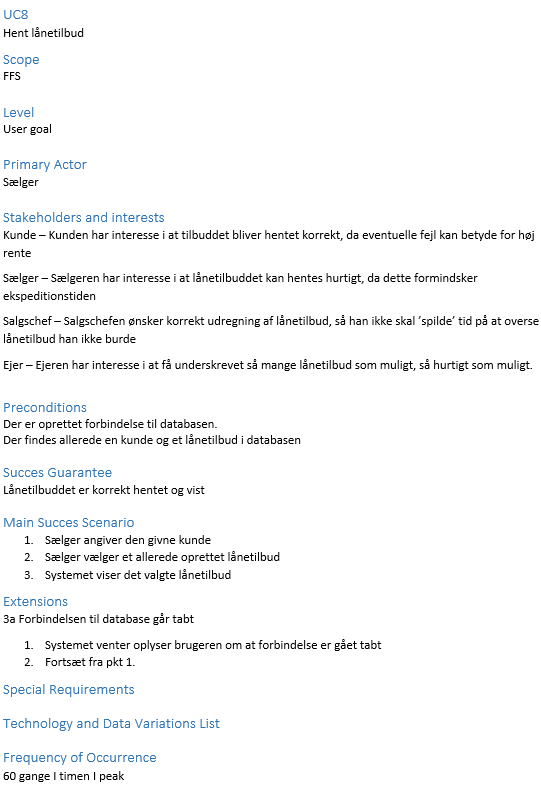 UC8
Hent lånetilbud
Scope
FFS
Level
User goal
Primary Actor
Sælger
Stakeholders and interests
Kunde – Kunden har interesse i at tilbuddet bliver hentet korrekt, da eventuelle fejl kan betyde for høj
rente
Sælger – Sælgeren har interesse i at lånetilbuddet kan hentes hurtigt, da dette formindsker
ekspeditionstiden
Salgschef – Salgschefen ønsker korrekt udregning af lånetilbud, så han ikke skal ’spilde’ tid på at overse
lånetilbud han ikke burde
Ejer – Ejeren har interesse i at få underskrevet så mange lånetilbud som muligt, så hurtigt som muligt.
Preconditions
Der er oprettet forbindelse til databasen.
Der findes allerede en kunde og et lånetilbud i databasen
Succes Guarantee
Lånetilbuddet er korrekt hentet og vist
Main Succes Scenario
1. Sælger angiver den givne kunde
2. Sælger vælger et allerede oprettet lånetilbud
3. Systemet viser det valgte lånetilbud
Extensions
3a Forbindelsen til database går tabt
1. Systemet venter oplyser brugeren om at forbindelse er gået tabt
2. Fortsæt fra pkt 1.
Special Requirements
Technology and Data Variations List
Frequency of Occurrence
60 gange I timen I peak